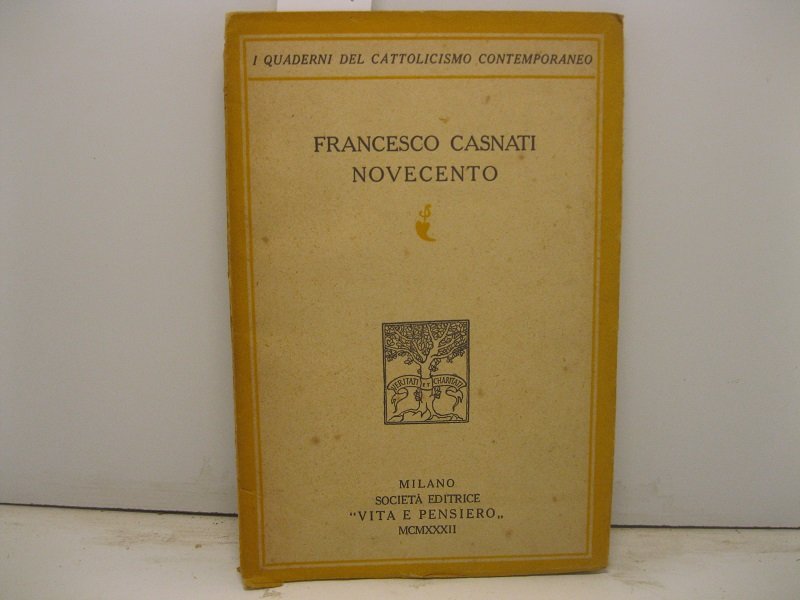 I QUADERNI DEL CATTOLICISMO CONTEMPORANEO
FRANCESCO CASNATI
NOVECENTO
VERITATI ET CHARITATI
MILANO
SOCIETÀ EDITRICE
"VITA E PENSIERO„
MCMXXXII